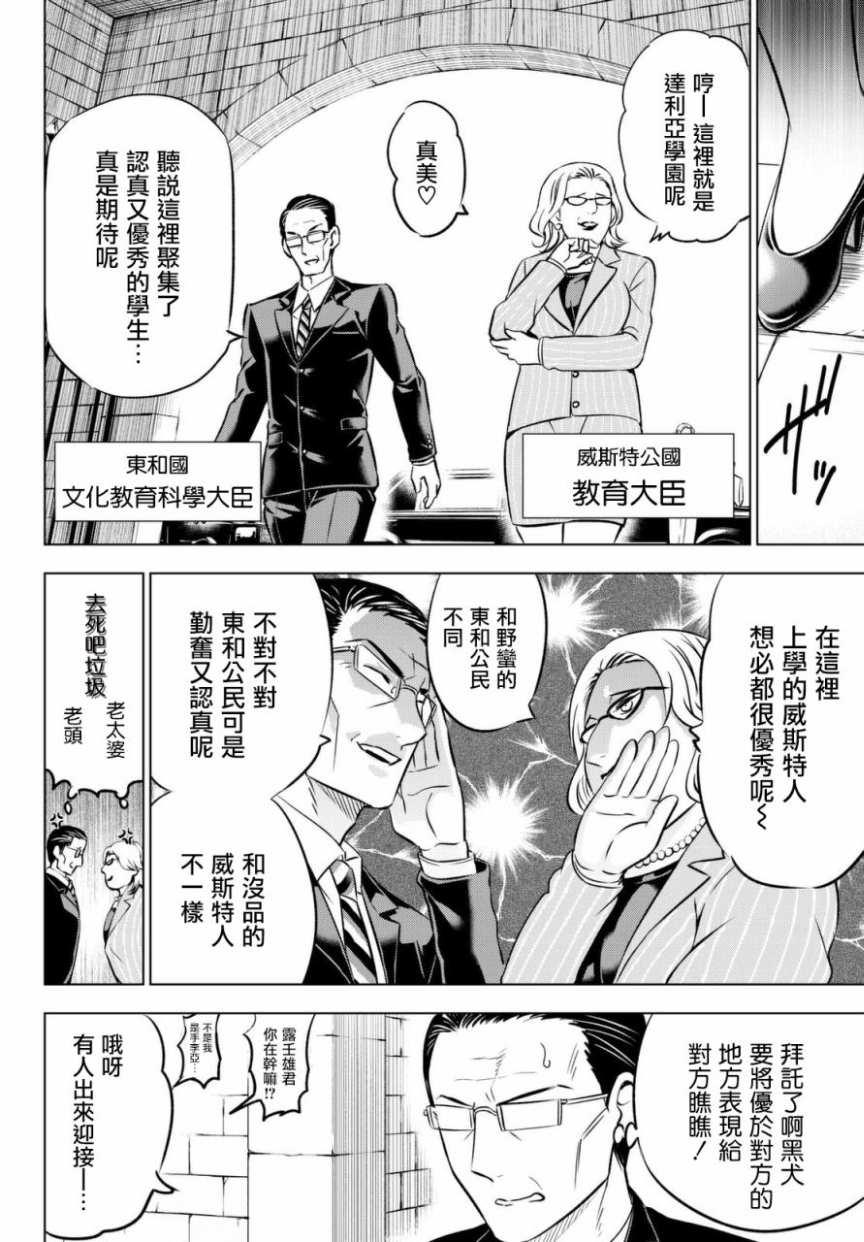 哼ー這裡就是
達利亞學園呢
真美♡
聽説這裡聚集了
認真又優秀的學生…
真是期待呢
威斯特公國
教育大臣
東和國
文化教育科學大臣
在這裡
上學的威斯特人
想必都很優秀呢～
和野蠻的
東和公民
不同
不對不對
東和公民可是
勤奮又認真呢
和沒品的
威斯特人
不一樣
去死吧垃圾
老太婆
老頭
拜託了啊黑犬
要將優於對方的
地方表現給
對方瞧瞧！
露壬雄君
你在幹嘛!?
不是我
是手李亞…
哦呀
有人出來迎接ー…